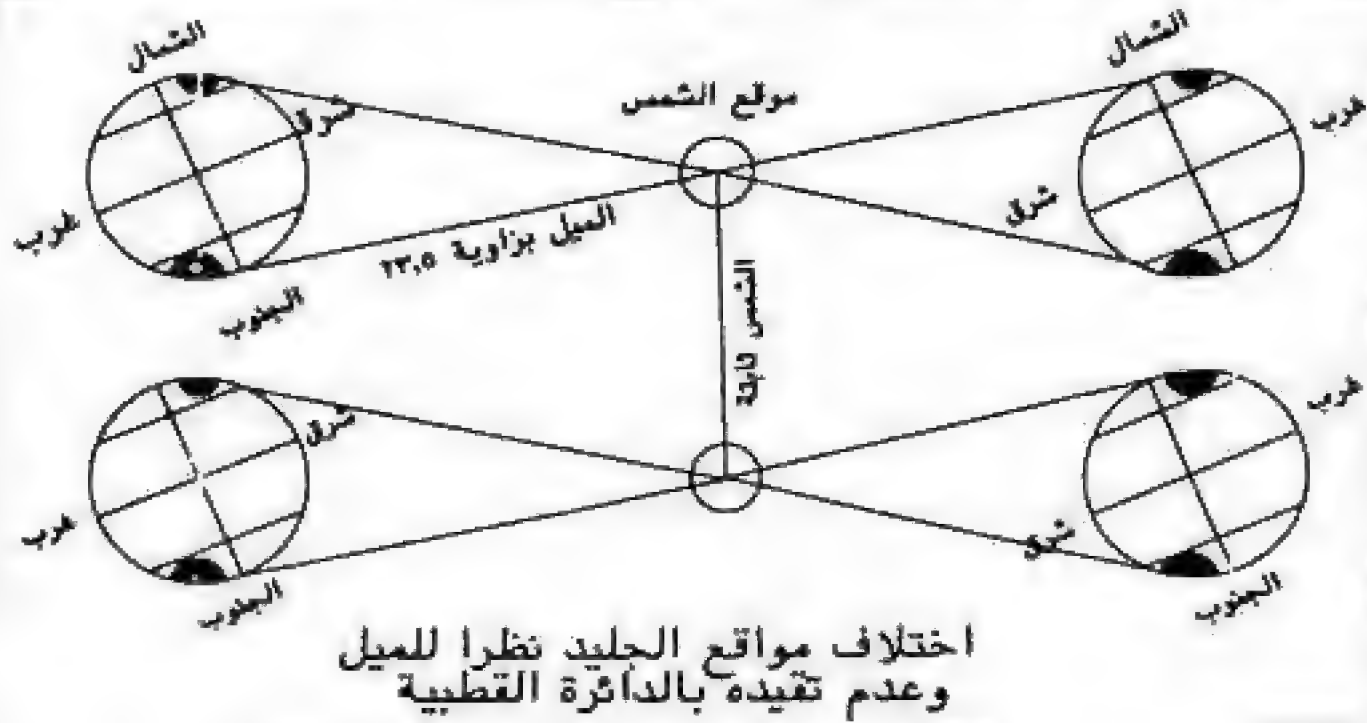 الشمال
الشمال
موقع الشمس
غرب
شرق
شرق
غرب
الميل بزاوية ٢٣,٥
الجنوب
الشمس ثابتة
غرب
شرق
غرب
شرق
الجنوب
الجنوب
اختلاف مواقع الجليد نظرا للميل
وعدم تقيده بالدائرة القطبية